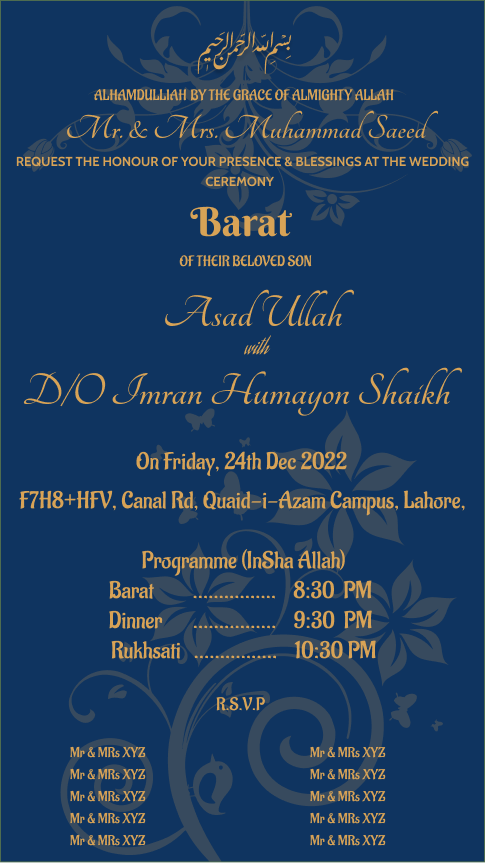 بسم الله الرحمن الرحيم
ALHAMDULLIAH BY THE GRACE OF ALMIGHTY ALLAH
Mr. & Mrs. Muhammad Saeed
REQUEST THE HONOUR OF YOUR PRESENCE & BLESSINGS AT THE WEDDING
CEREMONY
Barat
OF THEIR BELOVED SON
Asad Ullah
with
D/O Imran Humayon Shaikh
On Friday, 24th Dec 2022
F7H8+HFV, Canal Rd, Quaid-i-Azam Campus, Lahore,
Programme (InSha Allah)
Barat ................ 8:30 PM
Dinner ................ 9:30 PM
Rukhsati ................ 10:30 PM
R.S.V.P
Mr & MRs XYZ Mr & MRs XYZ
Mr & MRs XYZ Mr & MRs XYZ
Mr & MRs XYZ Mr & MRs XYZ
Mr & MRs XYZ Mr & MRs XYZ
Mr & MRs XYZ Mr & MRs XYZ